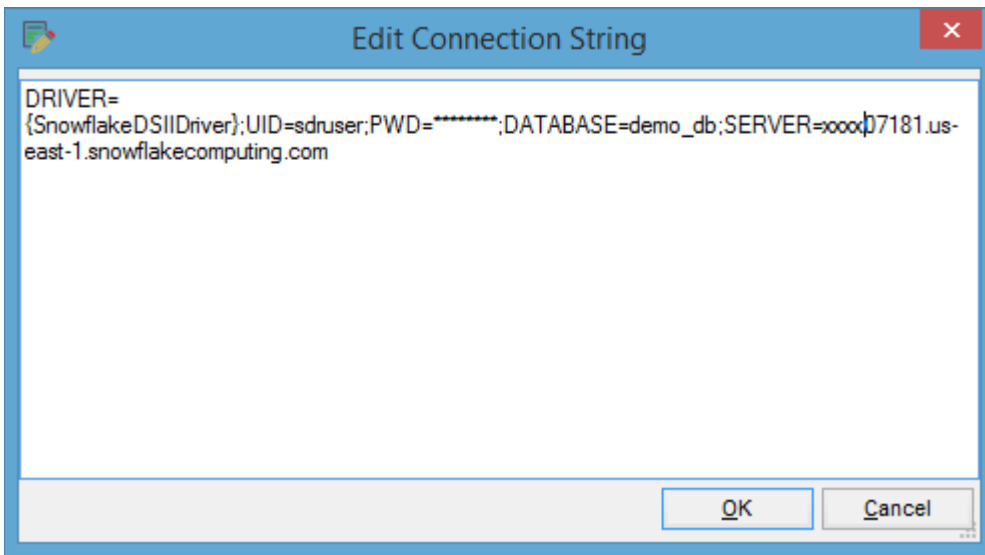 Edit Connection String
DRIVER=
{SnowflakeDSIIDriver};UID=sdruser;PWD=********;DATABASE=demo_db;SERVER=xxxx07181.us-
east-1.snowflakecomputing.com
OK
Cancel